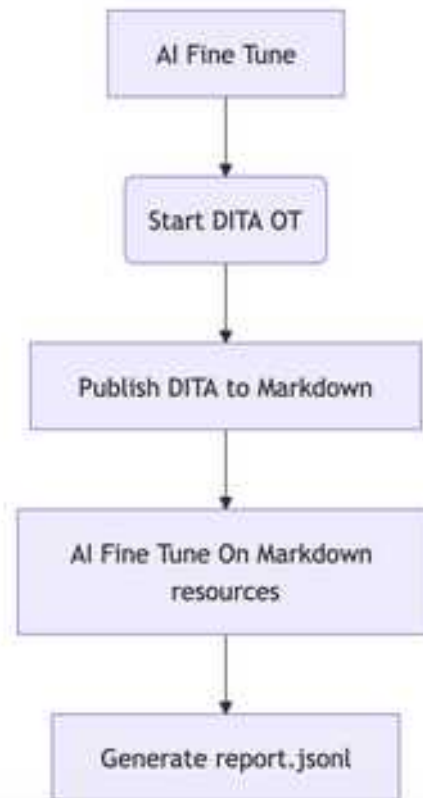 AI Fine Tune
Start DITA OT
Publish DITA to Markdown
AI Fine Tune On Markdown
resources
Generate report.jsonl